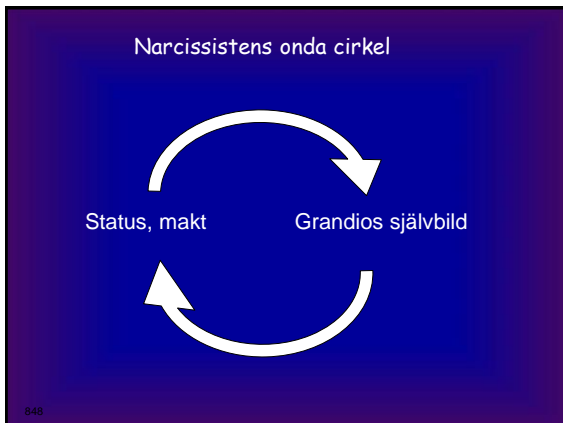 Narcissistens onda cirkel
Status, makt
Grandios självbild
848